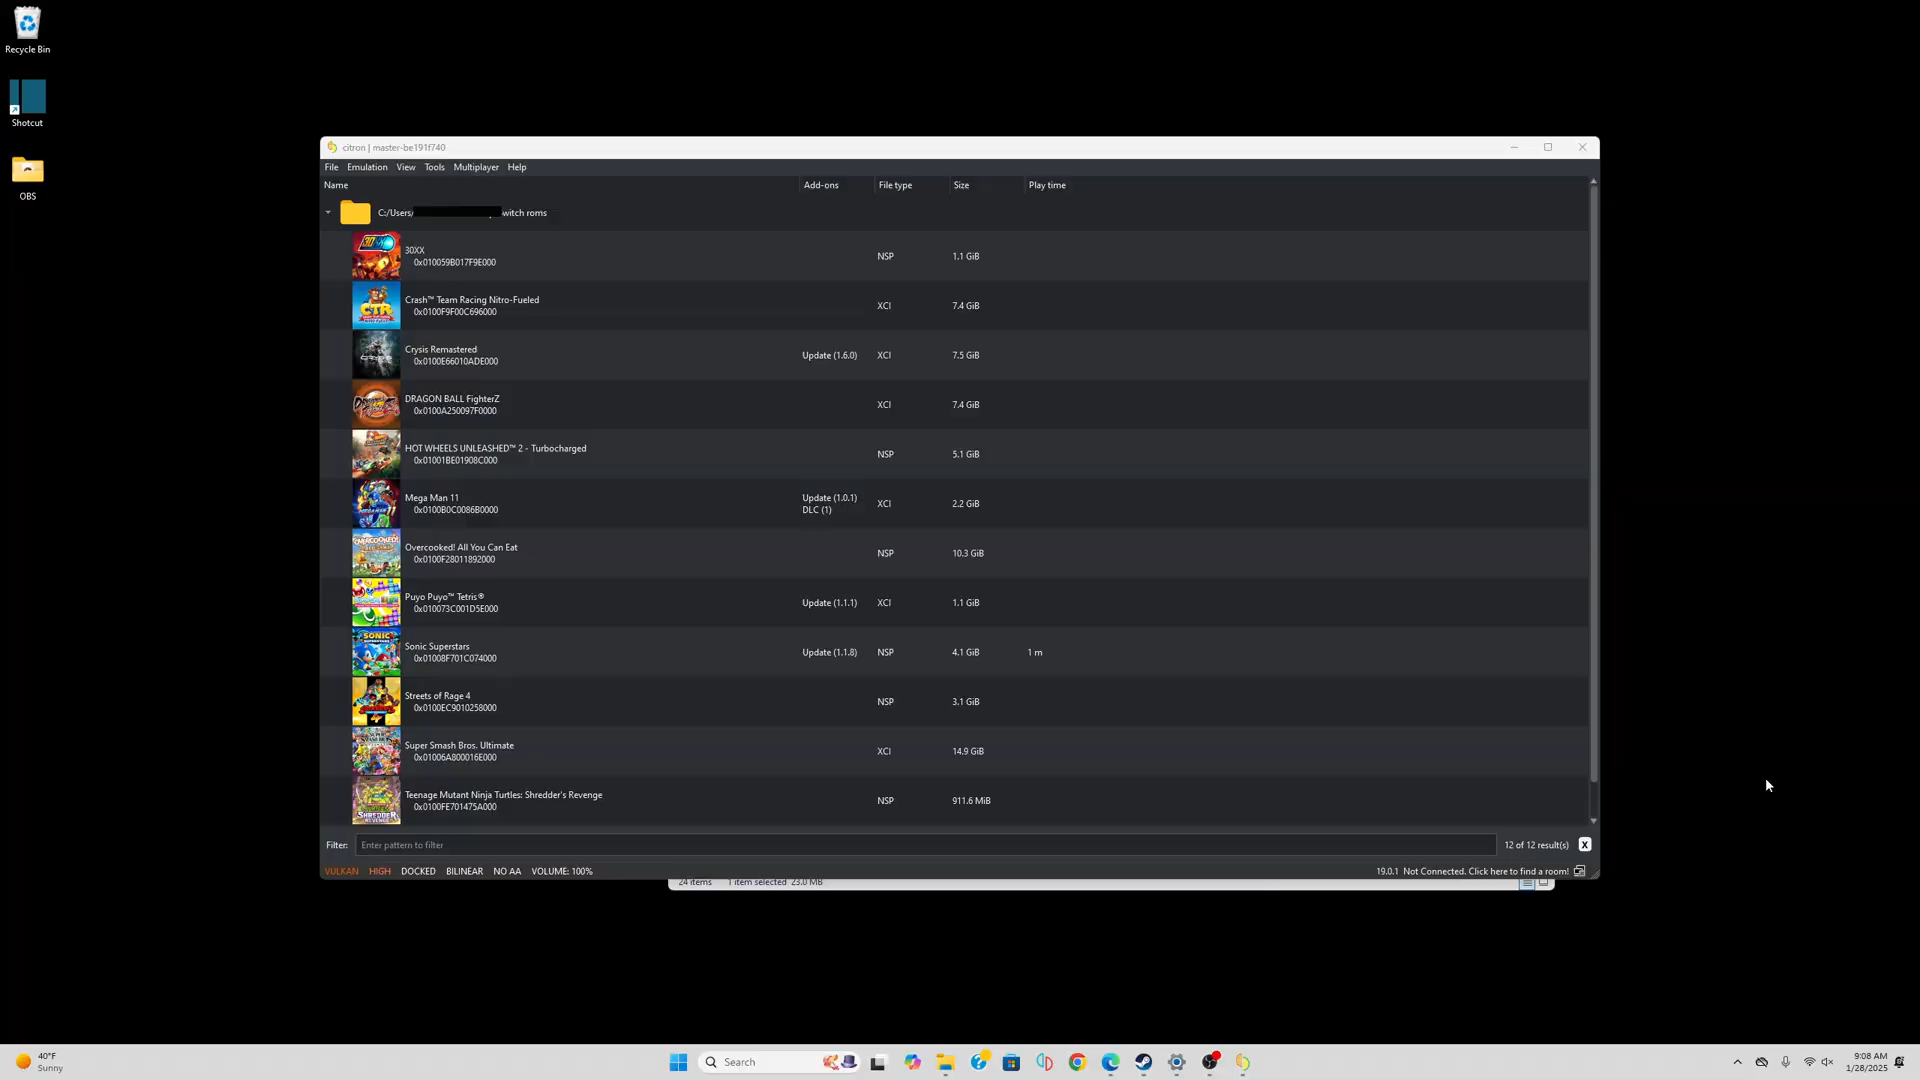 Recycle Bin
Shotcut
OBS
citron | master-be191f740
File Emulation View Tools Multiplayer Help
Name Add-ons File type Size Play time
C:/Users/ witch roms
30XX NSP 1.1 GiB
0x010059B017F9E000
Crash™ Team Racing Nitro-Fueled XCI 7.4 GiB
0x0100F9F00C696000
Crysis Remastered Update (1.6.0) XCI 7.5 GiB
0x0100E66010ADE000
DRAGON BALL FighterZ XCI 7.4 GiB
0x0100A250097F0000
HOT WHEELS UNLEASHED™ 2 - Turbocharged NSP 5.1 GiB
0x01001BE01908C000
Mega Man 11 Update (1.0.1) XCI 2.2 GiB
0x0100B0C0086B0000 DLC (1)
Overcooked! All You Can Eat NSP 10.3 GiB
0x0100F28011892000
Puyo Puyo™ Tetris® Update (1.1.1) XCI 1.1 GiB
0x010073C001D5E000
Sonic Superstars Update (1.1.8) NSP 4.1 GiB 1 m
0x01008F701C074000
Streets of Rage 4 NSP 3.1 GiB
0x0100EC9010258000
Super Smash Bros. Ultimate XCI 14.9 GiB
0x01006A800016E000
Teenage Mutant Ninja Turtles: Shredder's Revenge NSP 911.6 MiB
0x0100FE701475A000
Filter: Enter pattern to filter 12 of 12 result(s) X
VULKAN HIGH DOCKED BILINEAR NO AA VOLUME: 100% 19.0.1 Not Connected. Click here to find a room!
24 items 1 item selected 23.0 MB
40°F
Sunny
Search
9:08 AM
1/28/2025